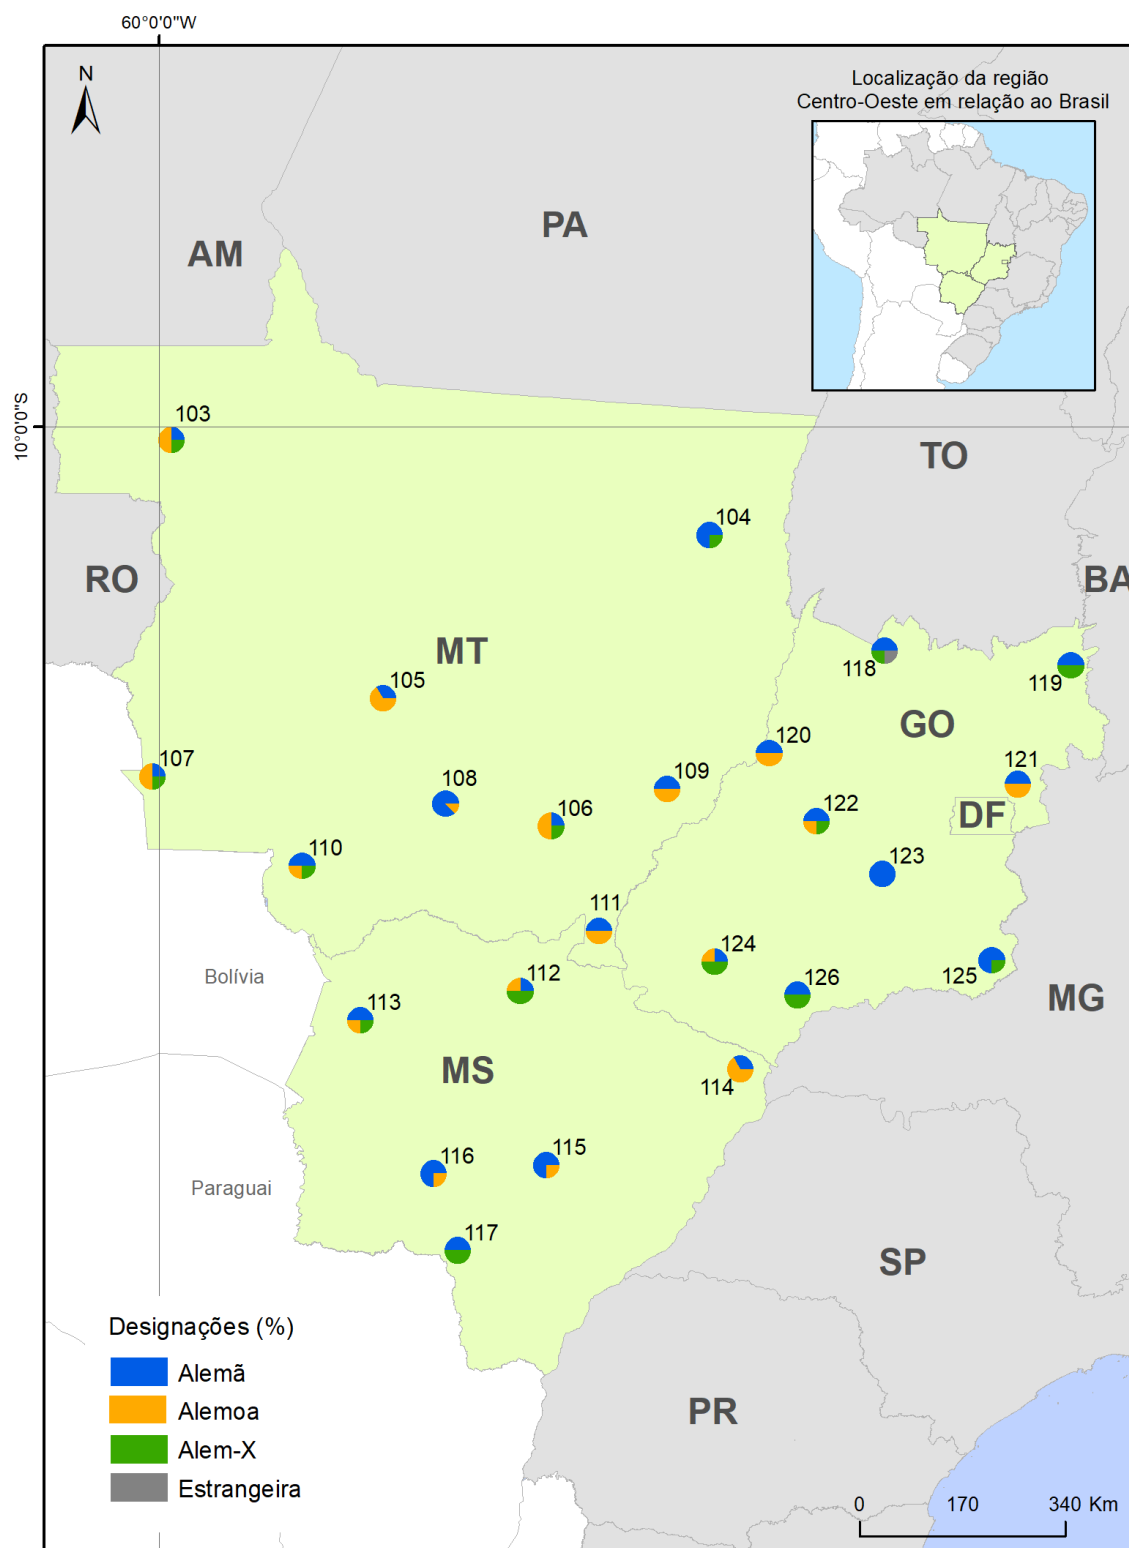 60°0'0"W
N
Localização da região
Centro-Oeste em relação ao Brasil
PA
AM
10°0'0"S
103
TO
104
RO
BA
MT
118
119
105
GO
120
107
109
121
108
106
122
DF
110
123
111
124
112
125
Bolívia
126
113
MG
MS
114
116
115
Paraguai
117
SP
Designações (%)
Alemã
Alemoa
Alem-X
Estrangeira
PR
0 170 340 Km